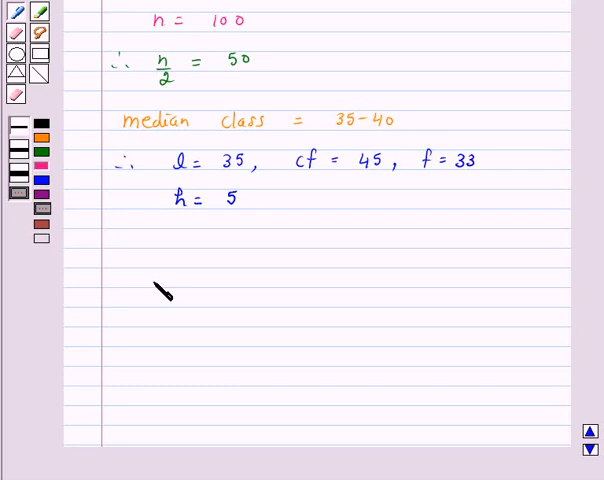 n = 100
∴ n/2 = 50
median class = 35-40
∴ l = 35, cf = 45, f = 33
h = 5